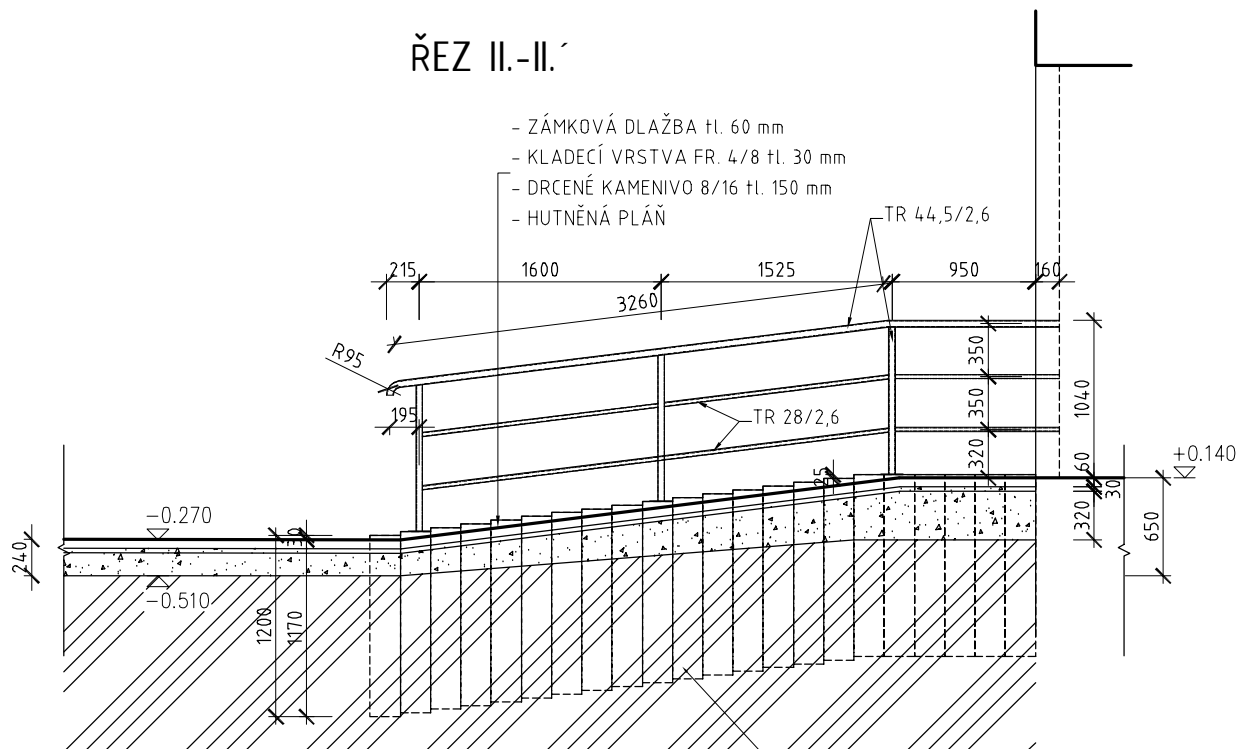 ŘEZ II.-II.´
- ZÁMKOVÁ DLAŽBA tl. 60 mm
- KLADECÍ VRSTVA FR. 4/8 tl. 30 mm
- DRCENÉ KAMENIVO 8/16 tl. 150 mm
- HUTNĚNÁ PLÁŇ
TR 44,5/2,6
215
1600
1525
950
160
3260
R95
350
195
350
1040
TR 28/2,6
320
60
+0.140
25
30
-0.270
320
650
240
-0.510
1200
1170